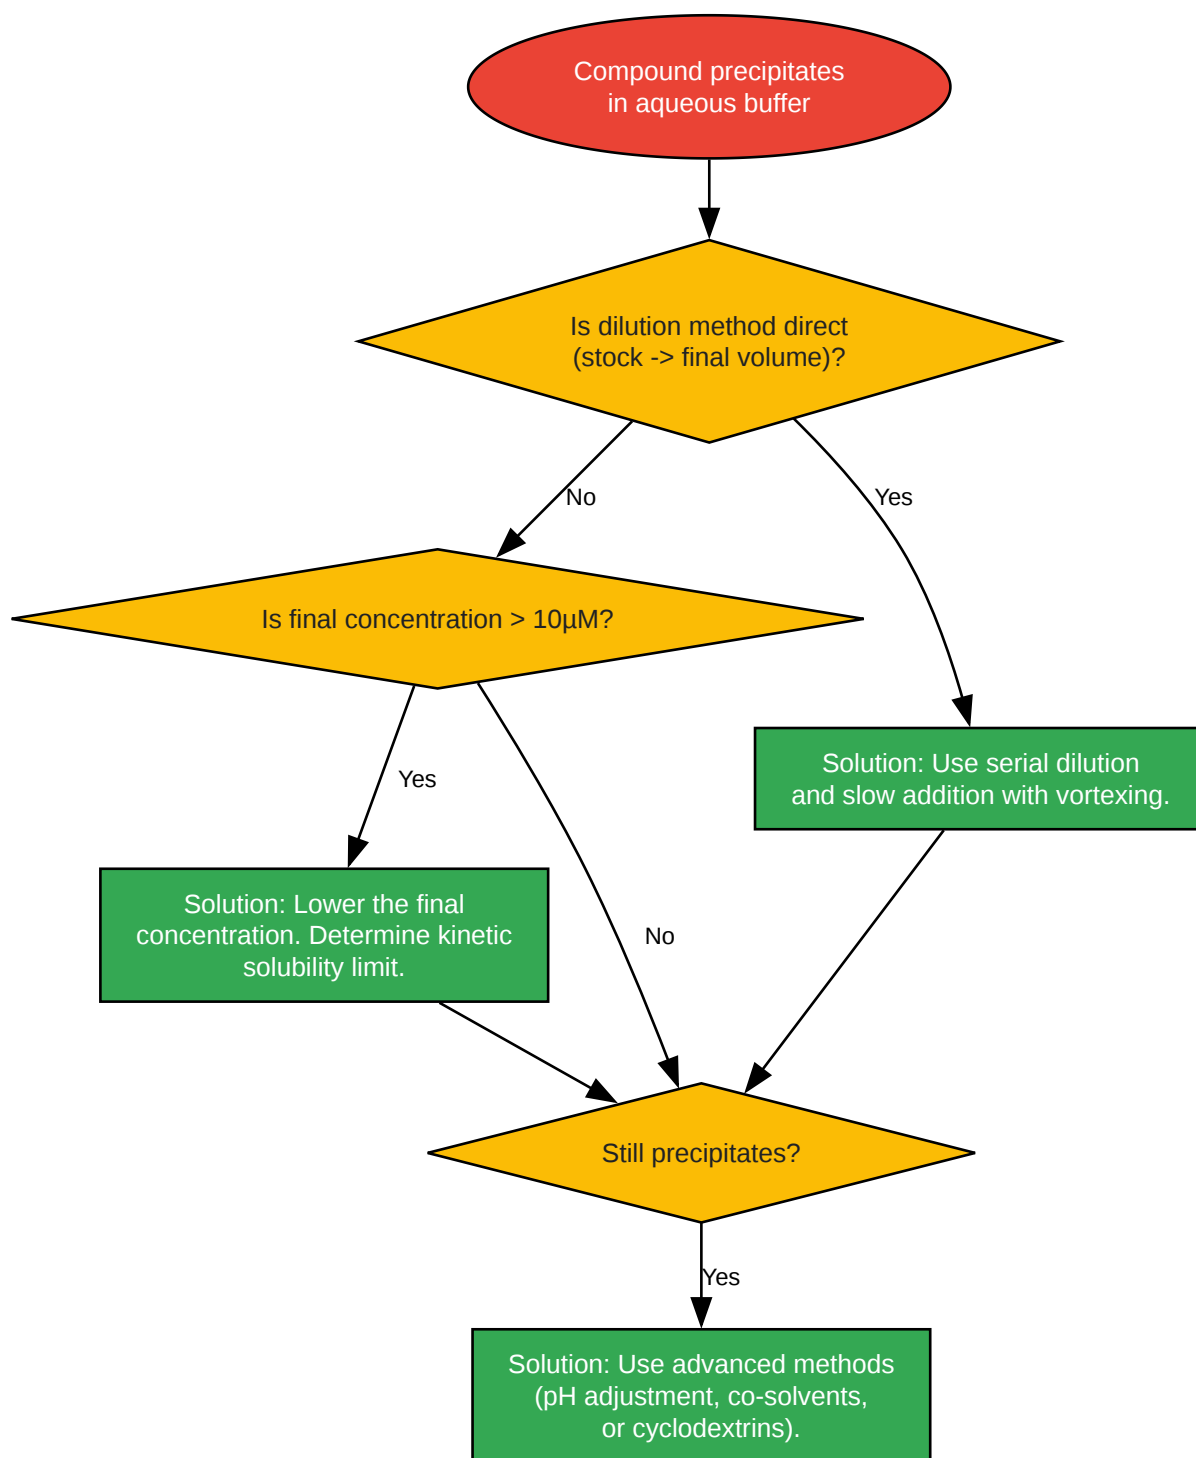 Compound precipitates
in aqueous buffer
Is dilution method direct
(stock -> final volume)?
No
Yes
Is final concentration > 10µM?
Yes
Solution: Use serial dilution
and slow addition with vortexing.
Solution: Lower the final
concentration. Determine kinetic
solubility limit.
No
Still precipitates?
Yes
Solution: Use advanced methods
(pH adjustment, co-solvents,
or cyclodextrins).